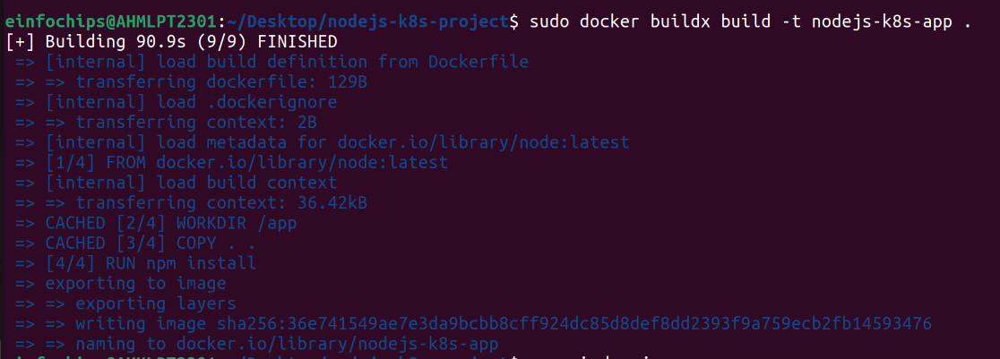 einfochips@AHMLPT2301:~/Desktop/nodejs-k8s-project$ sudo docker buildx build -t nodejs-k8s-app .
[+] Building 90.9s (9/9) FINISHED
=> [internal] load build definition from Dockerfile
=> => transferring dockerfile: 129B
=> [internal] load .dockerignore
=> => transferring context: 2B
=> [internal] load metadata for docker.io/library/node:latest
=> [1/4] FROM docker.io/library/node:latest
=> [internal] load build context
=> => transferring context: 36.42kB
=> CACHED [2/4] WORKDIR /app
=> CACHED [3/4] COPY . .
=> [4/4] RUN npm install
=> exporting to image
=> => exporting layers
=> => writing image sha256:36e741549ae7e3da9bcbb8cff924dc85d8def8dd2393f9a759ecb2fb14593476
=> => naming to docker.io/library/nodejs-k8s-app